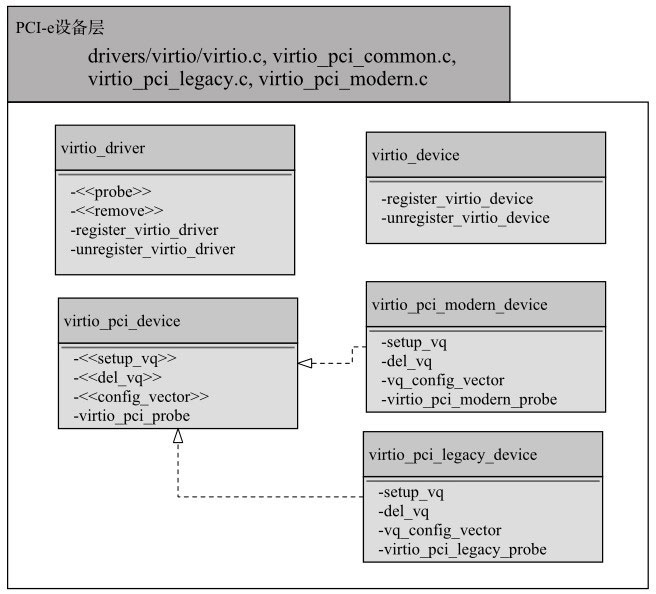 PCI-e设备层
drivers/virtio/virtio.c, virtio_pci_common.c,
virtio_pci_legacy.c, virtio_pci_modern.c
virtio_driver
-<<probe>>
-<<remove>>
-register_virtio_driver
-unregister_virtio_driver
virtio_device
-register_virtio_device
-unregister_virtio_device
virtio_pci_device
-<<setup_vq>>
-<<del_vq>>
-<<config_vector>>
-virtio_pci_probe
virtio_pci_modern_device
-setup_vq
-del_vq
-vq_config_vector
-virtio_pci_modern_probe
virtio_pci_legacy_device
-setup_vq
-del_vq
-vq_config_vector
-virtio_pci_legacy_probe